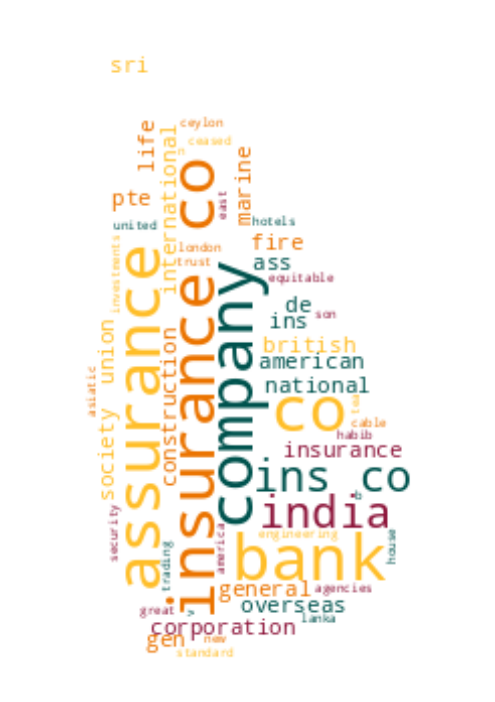 sri
ceylon
life
international
ceased
n
marine
pte
east
united
hotels
insurance co
assurance
company
fire
london
trust
ass
investments
equitable
de
ins
son
union
construction
british
american
asiatic
national
co
tea
cable
society
habib
insurance
ins co
b
india
security
america
engineering
bank
house
trading
general
agencies
overseas
great
v
lanka
corporation
gen
new
standard